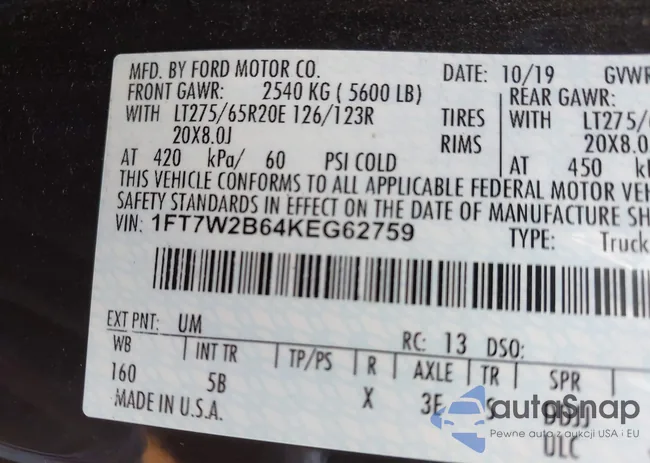 MFD. BY FORD MOTOR CO. DATE: 10/19 GVWR
FRONT GAWR: 2540 KG ( 5600 LB) REAR GAWR:
WITH LT275/65R20E 126/123R TIRES WITH LT275/
20X8.0J RIMS 20X8.0
AT 420 kPa/ 60 PSI COLD AT 450
THIS VEHICLE CONFORMS TO ALL APPLICABLE FEDERAL MOTOR VEH
SAFETY STANDARDS IN EFFECT ON THE DATE OF MANUFACTURE SH
VIN: 1FT7W2B64KEG62759 TYPE: Truck
EXT PNT: UM RC: 13 DSO:
WB INT TR TP/PS R AXLE TR SPR
160 5B X 3E
MADE IN U.S.A. ULC
autoSnap
Pewne auto z aukcji USA i EU